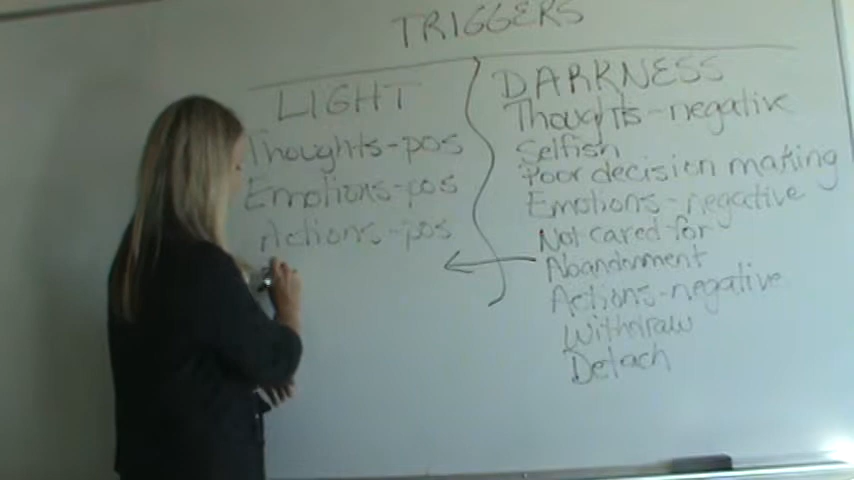 TRIGGERS
LIGHT
Thoughts-pos
Emotions-pos
Actions-pos
DARKNESS
Thoughts-negative
Selfish
Poor decision making
Emotions-negative
Not cared for
Abandonment
Actions-negative
Withdraw
Detach